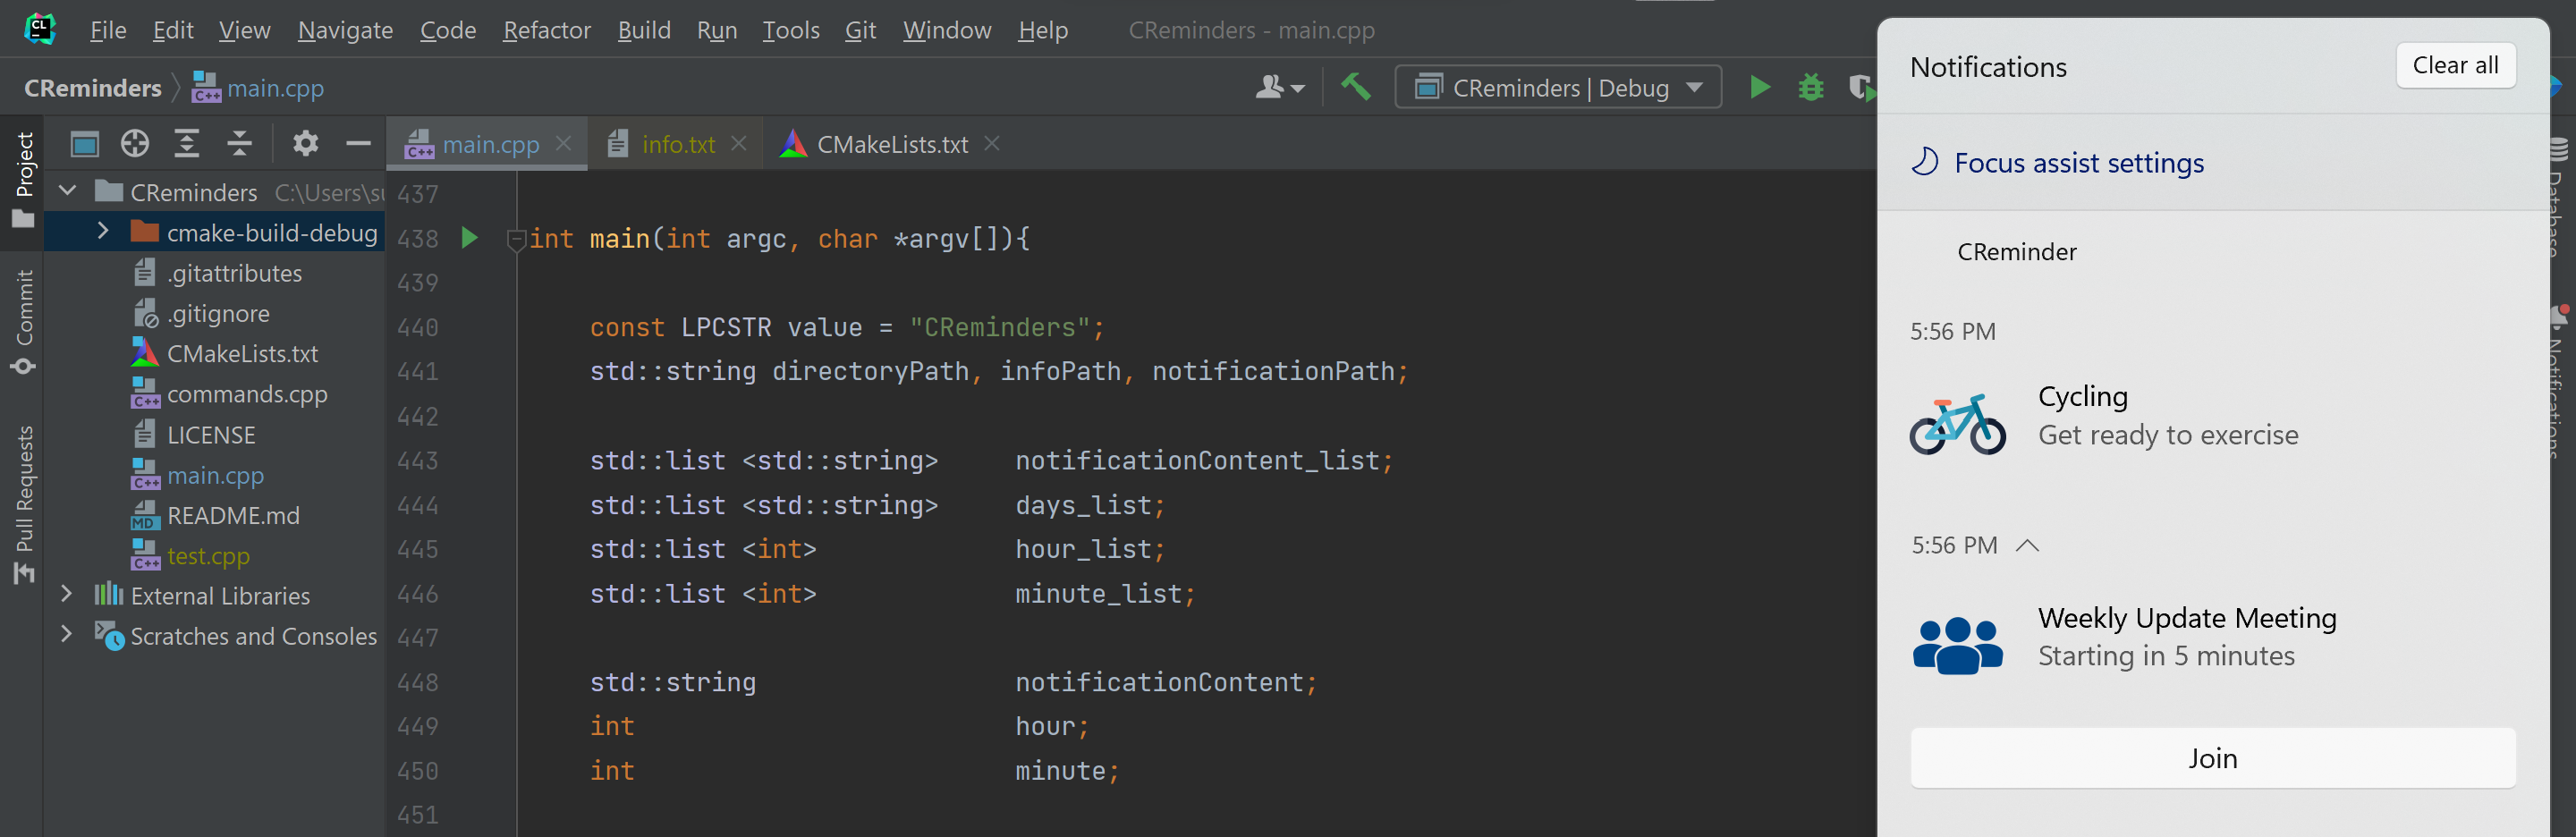 CL
File Edit View Navigate Code Refactor Build Run Tools Git Window Help CReminders - main.cpp
CReminders main.cpp
CReminders | Debug
Project
Commit
Pull Requests
main.cpp
info.txt
CMakeLists.txt
CReminders C:\Users\su
cmake-build-debug
.gitattributes
.gitignore
CMakeLists.txt
commands.cpp
LICENSE
main.cpp
README.md
test.cpp
External Libraries
Scratches and Consoles
437
438 int main(int argc, char *argv[]){
439
440 const LPCSTR value = "CReminders";
441 std::string directoryPath, infoPath, notificationPath;
442
443 std::list <std::string> notificationContent_list;
444 std::list <std::string> days_list;
445 std::list <int> hour_list;
446 std::list <int> minute_list;
447
448 std::string notificationContent;
449 int hour;
450 int minute;
451
Notifications
Clear all
Focus assist settings
CReminder
5:56 PM
Cycling
Get ready to exercise
5:56 PM
Weekly Update Meeting
Starting in 5 minutes
Join
Database
Notifications